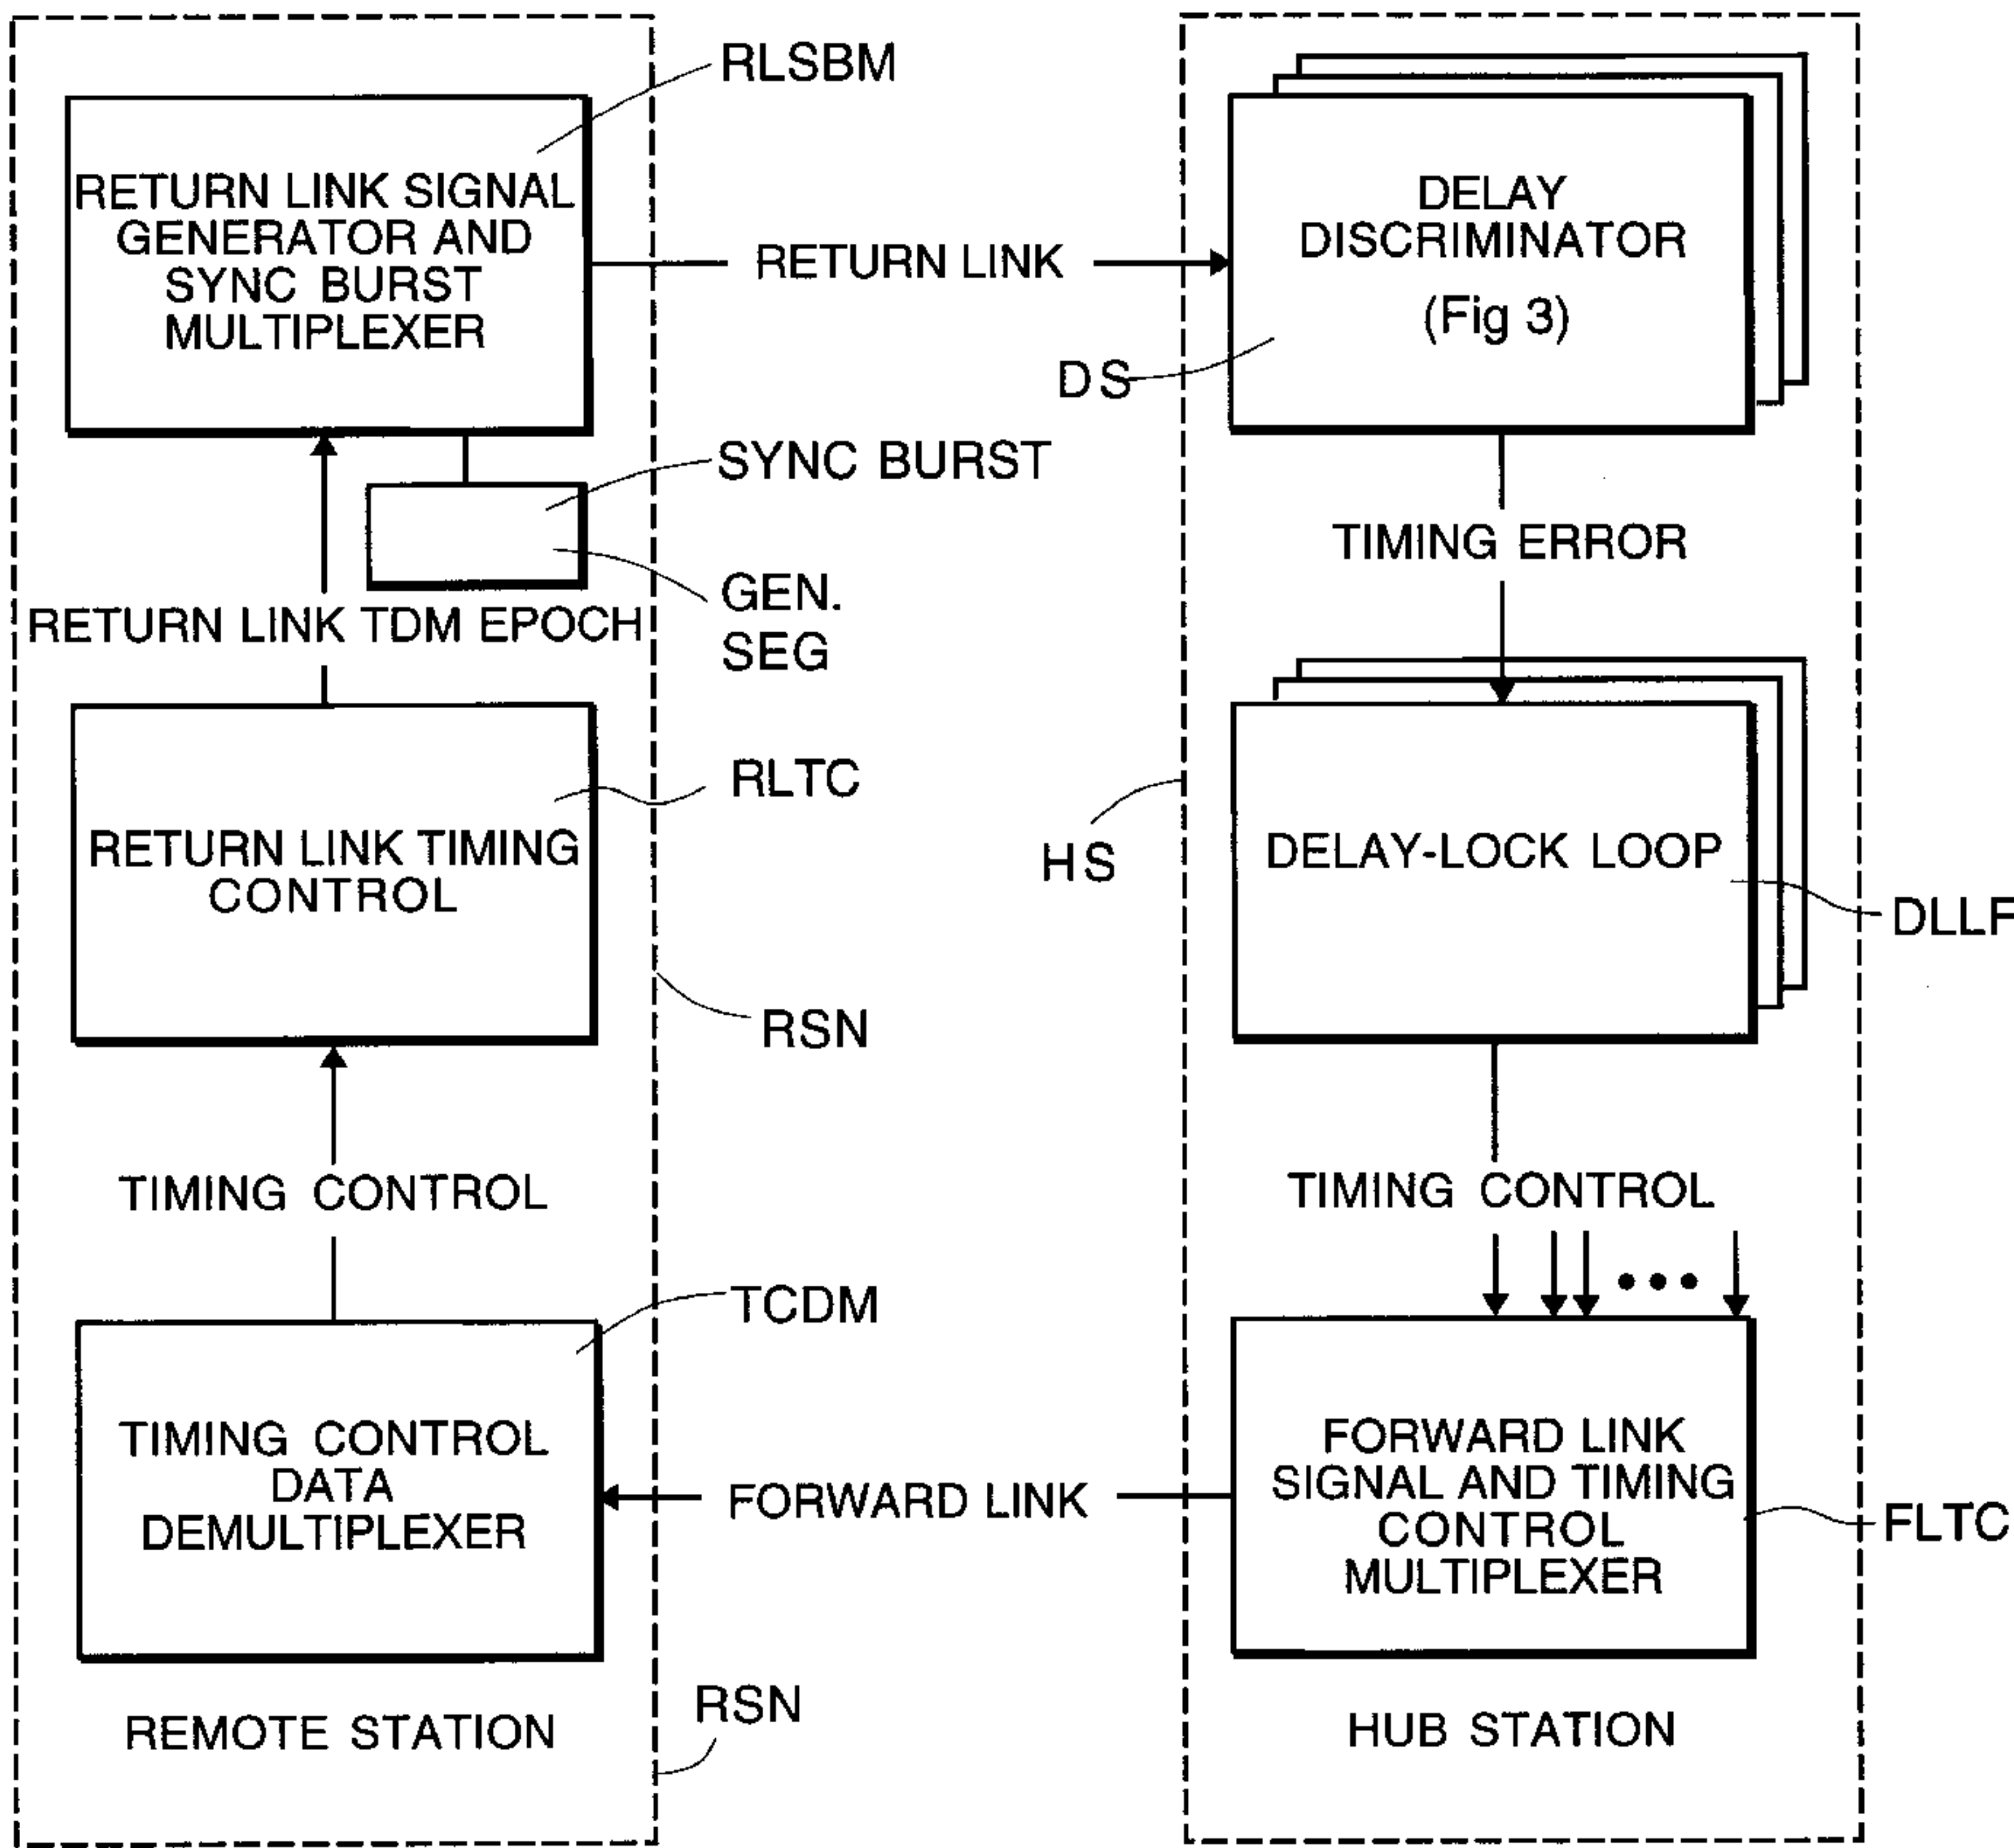 RLSBM
RETURN LINK SIGNAL
GENERATOR AND
SYNC BURST
MULTIPLEXER
RETURN LINK
DELAY
DISCRIMINATOR
(Fig 3)
DS
SYNC BURST
GEN.
SEG
TIMING ERROR
RETURN LINK TDM EPOCH
RLTC
RETURN LINK TIMING
CONTROL
HS
DELAY-LOCK LOOP
DLLF
RSN
TIMING CONTROL
TIMING CONTROL
TCDM
TIMING CONTROL
DATA
DEMULTIPLEXER
FORWARD LINK
FORWARD LINK
SIGNAL AND TIMING
CONTROL
MULTIPLEXER
FLTC
RSN
REMOTE STATION
HUB STATION